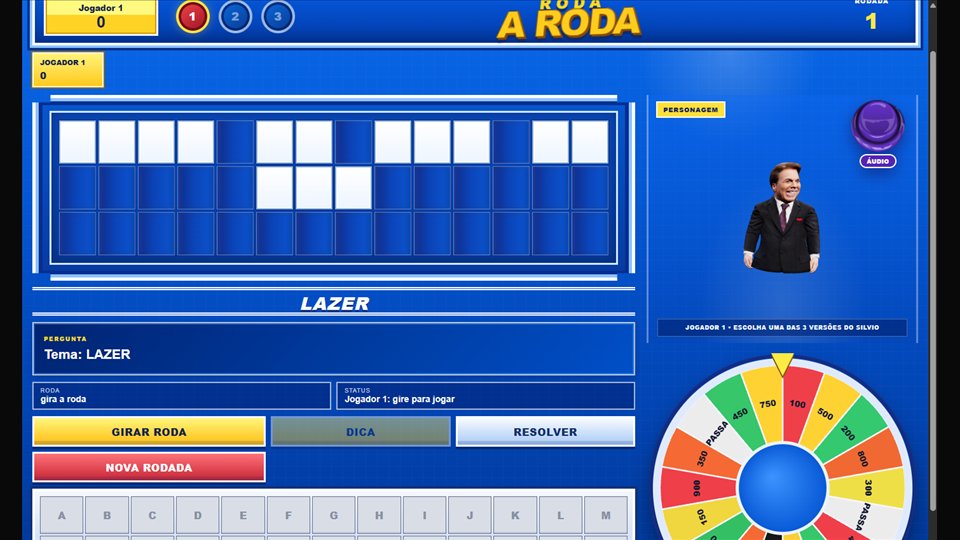 Jogador 1
0
1
2
3
RODA
A RODA
RODADA
1
JOGADOR 1
0
PERSONAGEM
ÁUDIO
JOGADOR 1 - ESCOLHA UMA DAS 3 VERSÕES DO SILVIO
LAZER
PERGUNTA
Tema: LAZER
RODA
gira a roda
STATUS
Jogador 1: gire para jogar
GIRAR RODA
DICA
RESOLVER
NOVA RODADA
A B C D E F G H I J K L M
150
900
350
PASSA
450
750
100
500
200
800
300
PASSA